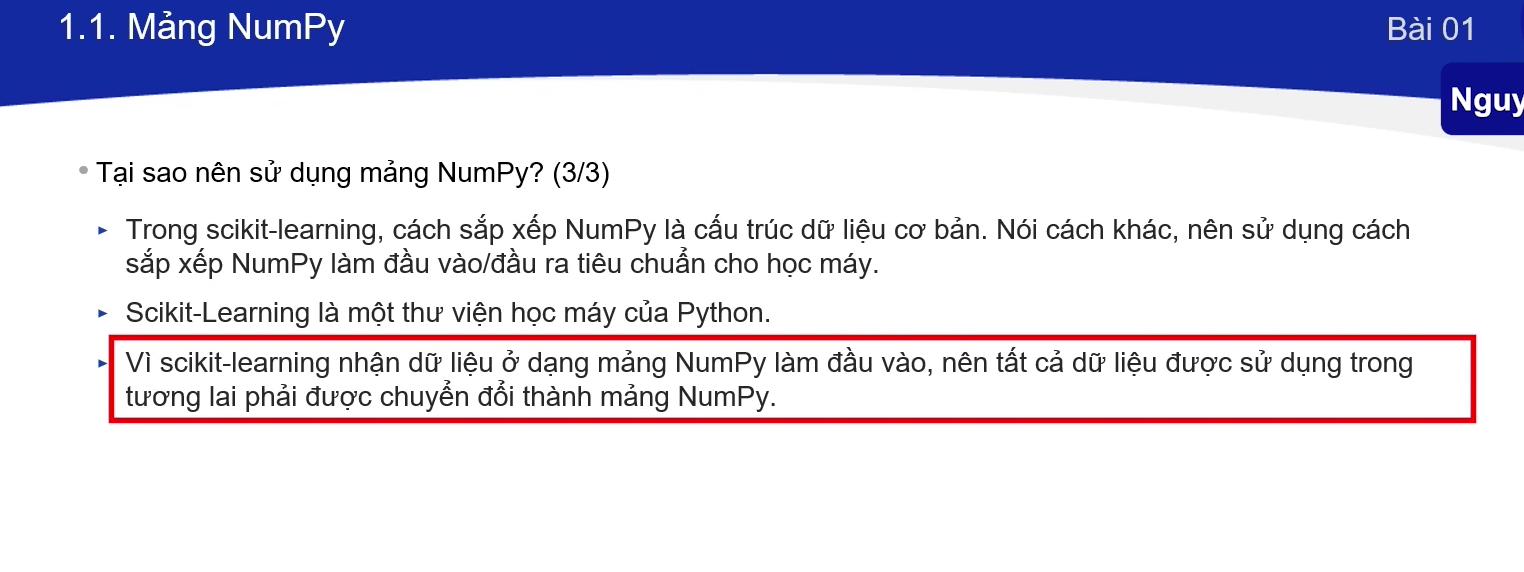 1.1. Mảng NumPy
Bài 01
Nguy
Tại sao nên sử dụng mảng NumPy? (3/3)
Trong scikit-learning, cách sắp xếp NumPy là cấu trúc dữ liệu cơ bản. Nói cách khác, nên sử dụng cách
sắp xếp NumPy làm đầu vào/đầu ra tiêu chuẩn cho học máy.
Scikit-Learning là một thư viện học máy của Python.
Vì scikit-learning nhận dữ liệu ở dạng mảng NumPy làm đầu vào, nên tất cả dữ liệu được sử dụng trong
tương lai phải được chuyển đổi thành mảng NumPy.